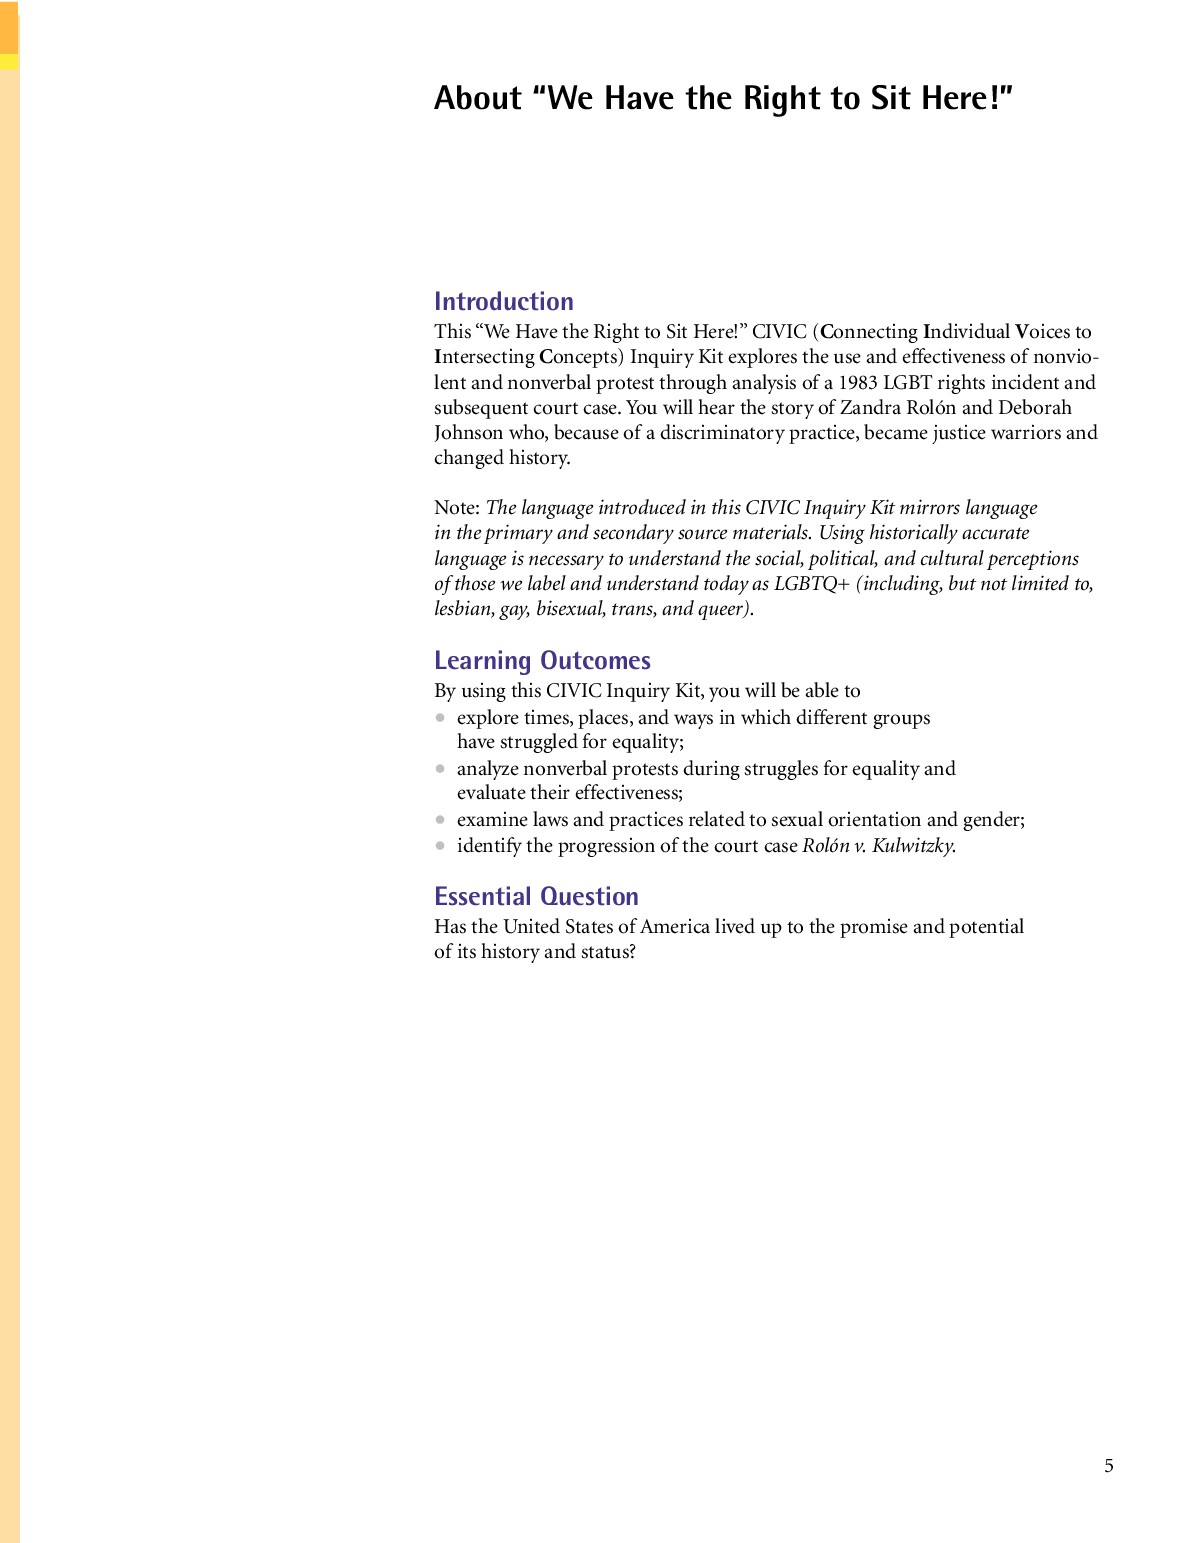 About “We Have the Right to Sit Here!”
Introduction
This “We Have the Right to Sit Here!” CIVIC (Connecting Individual Voices to
Intersecting Concepts) Inquiry Kit explores the use and effectiveness of nonvio-
lent and nonverbal protest through analysis of a 1983 LGBT rights incident and
subsequent court case. You will hear the story of Zandra Rolón and Deborah
Johnson who, because of a discriminatory practice, became justice warriors and
changed history.
Note: The language introduced in this CIVIC Inquiry Kit mirrors language
in the primary and secondary source materials. Using historically accurate
language is necessary to understand the social, political, and cultural perceptions
of those we label and understand today as LGBTQ+ (including, but not limited to,
lesbian, gay, bisexual, trans, and queer).
Learning Outcomes
By using this CIVIC Inquiry Kit, you will be able to
• explore times, places, and ways in which different groups
have struggled for equality;
• analyze nonverbal protests during struggles for equality and
evaluate their effectiveness;
• examine laws and practices related to sexual orientation and gender;
• identify the progression of the court case Rolón v. Kulwitzky.
Essential Question
Has the United States of America lived up to the promise and potential
of its history and status?
5